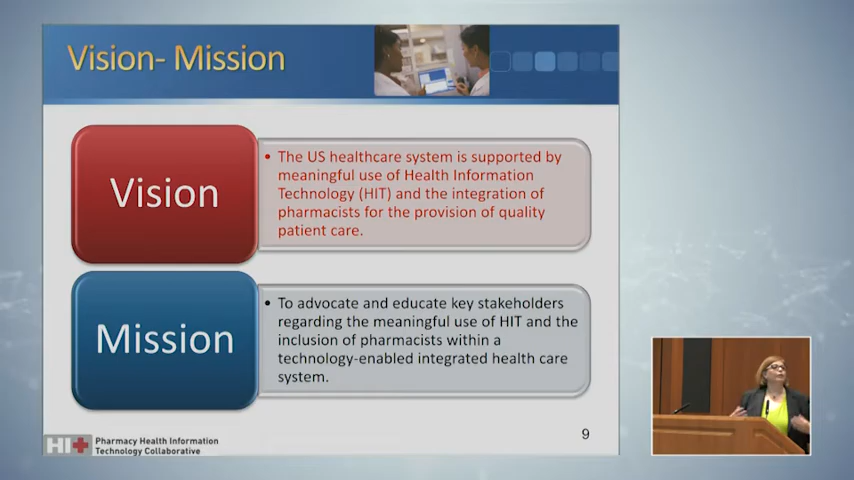 Vision- Mission
Vision
• The US healthcare system is supported by
meaningful use of Health Information
Technology (HIT) and the integration of
pharmacists for the provision of quality
patient care.
Mission
• To advocate and educate key stakeholders
regarding the meaningful use of HIT and the
inclusion of pharmacists within a
technology-enabled integrated health care
system.
HIT Pharmacy Health Information
Technology Collaborative
9